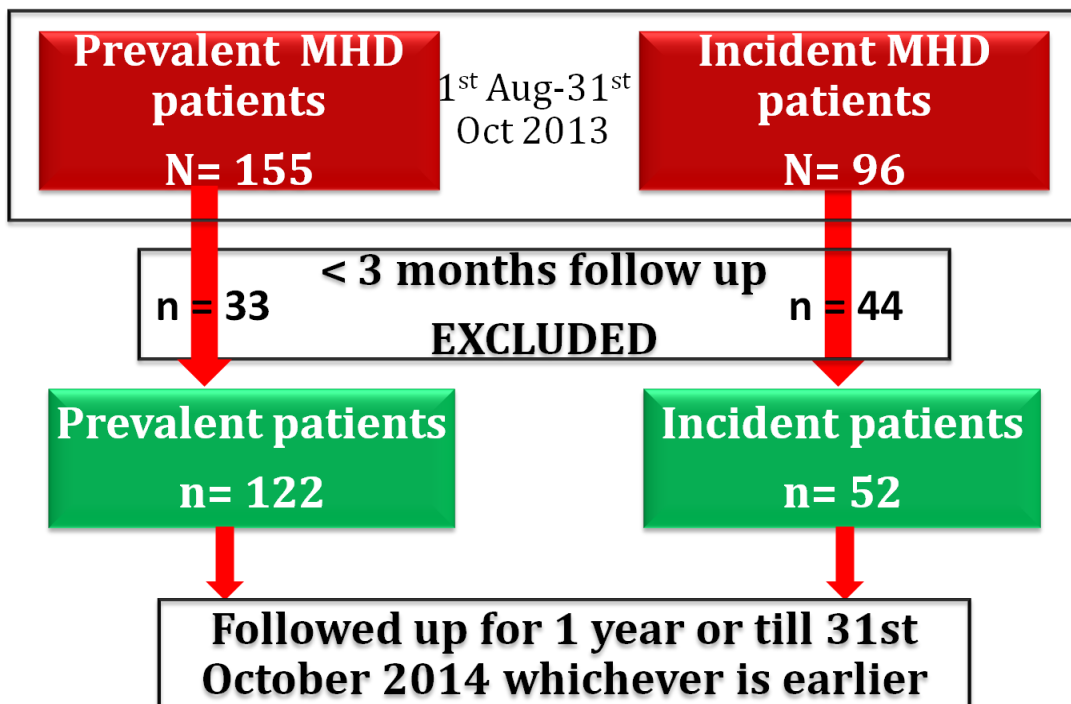 Prevalent MHD
patients
N= 155
1st Aug-31st
Oct 2013
Incident MHD
patients
N= 96
< 3 months follow up
EXCLUDED
n = 33
n = 44
Prevalent patients
n= 122
Incident patients
n= 52
Followed up for 1 year or till 31st
October 2014 whichever is earlier